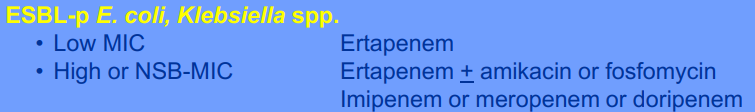 ESBL-p E. coli, Klebsiella spp.
• Low MIC Ertapenem
• High or NSB-MIC Ertapenem + amikacin or fosfomycin
Imipenem or meropenem or doripenem